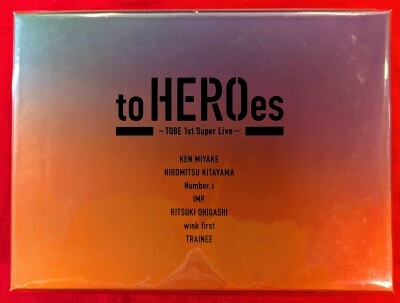 to HEROes
~TOBE 1st Super Live~
KEN MIYAKE
HIROMITSU KITAYAMA
Number_i
IMP.
RITSUKI OHIGASHI
wink first
TRAINEE